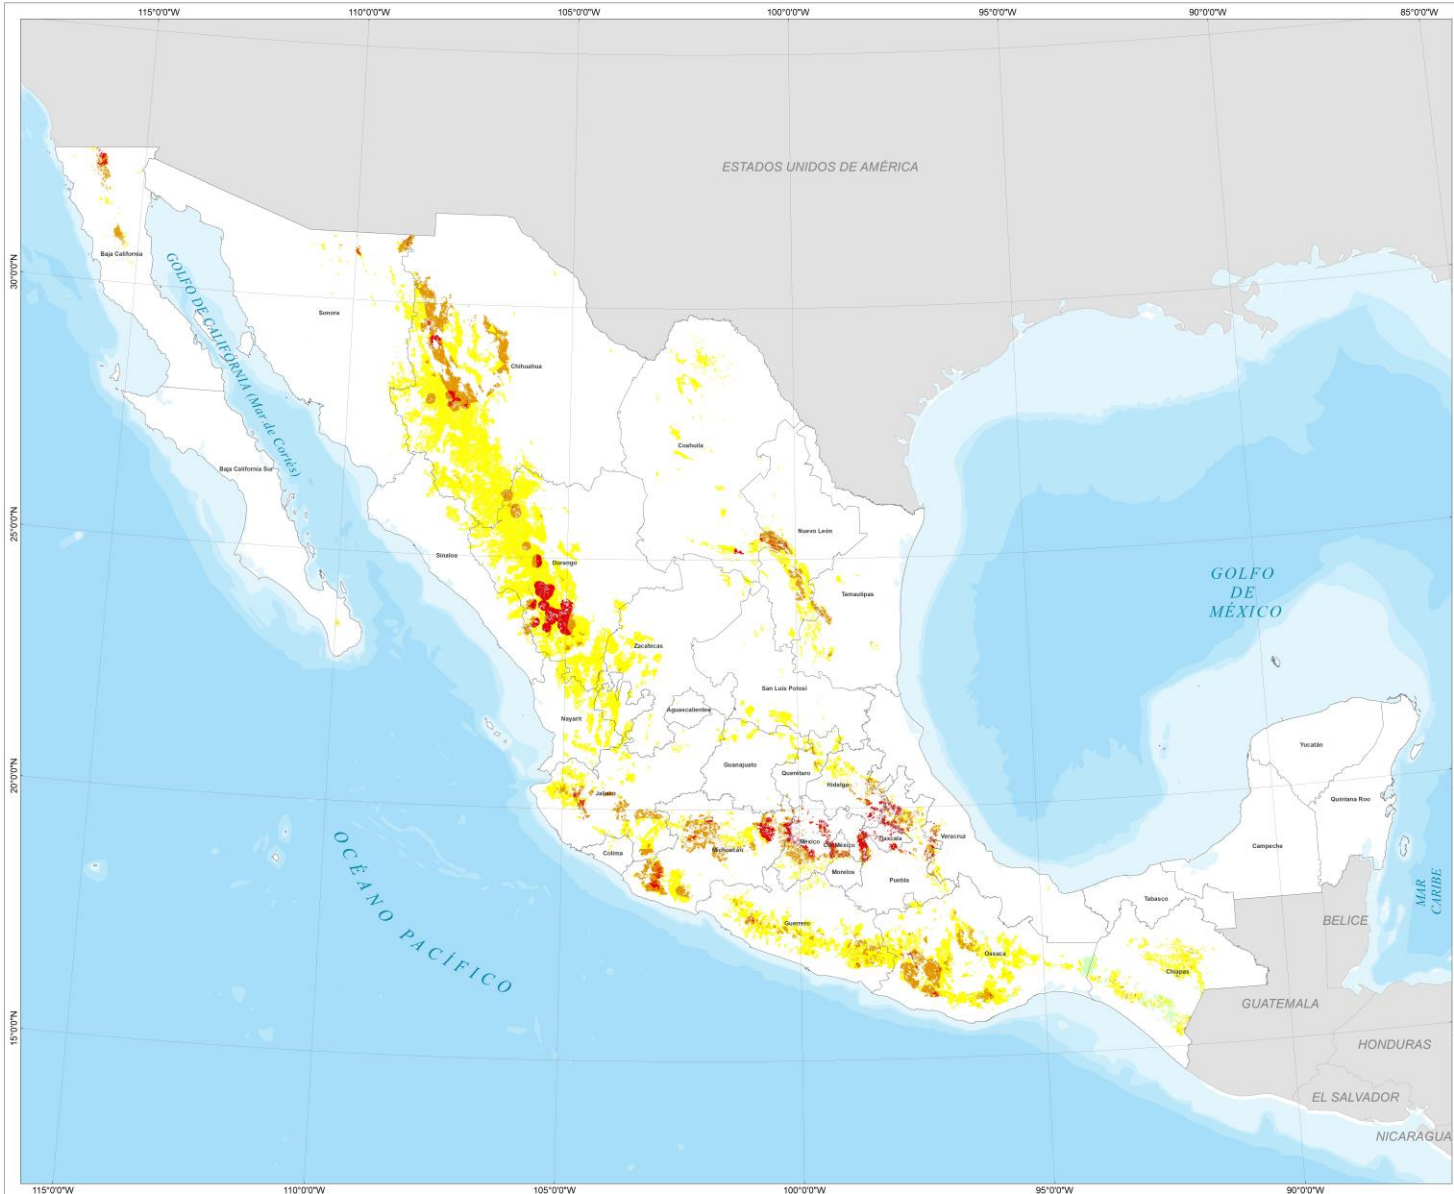 115°0'0"W
110°0'0"W
105°0'0"W
100°0'0"W
95°0'0"W
90°0'0"W
85°0'0"W
ESTADOS UNIDOS DE AMÉRICA
30°0'0"N
Baja California
GOLFO DE CALIFÓRNIA (Mar de Cortés)
Sonora
Chihuahua
Coahuila
Baja California Sur
25°0'0"N
Nuevo León
Sinaloa
Durango
Tamaulipas
GOLFO
DE
MÉXICO
Zacatecas
San Luis Potosí
Aguascalientes
Nayarit
Yucatán
20°0'0"N
Guanajuato
Querétaro
Hidalgo
Jalisco
Quintana Roo
Tlaxcala
Veracruz
México
Michoacán
Colima
Campeche
Morelos
Puebla
MAR
CARIBE
Tabasco
OCÉANO PACÍFICO
Guerrero
BELICE
Oaxaca
Chiapas
15°0'0"N
GUATEMALA
HONDURAS
EL SALVADOR
NICARAGUA
115°0'0"W
110°0'0"W
105°0'0"W
100°0'0"W
95°0'0"W
90°0'0"W